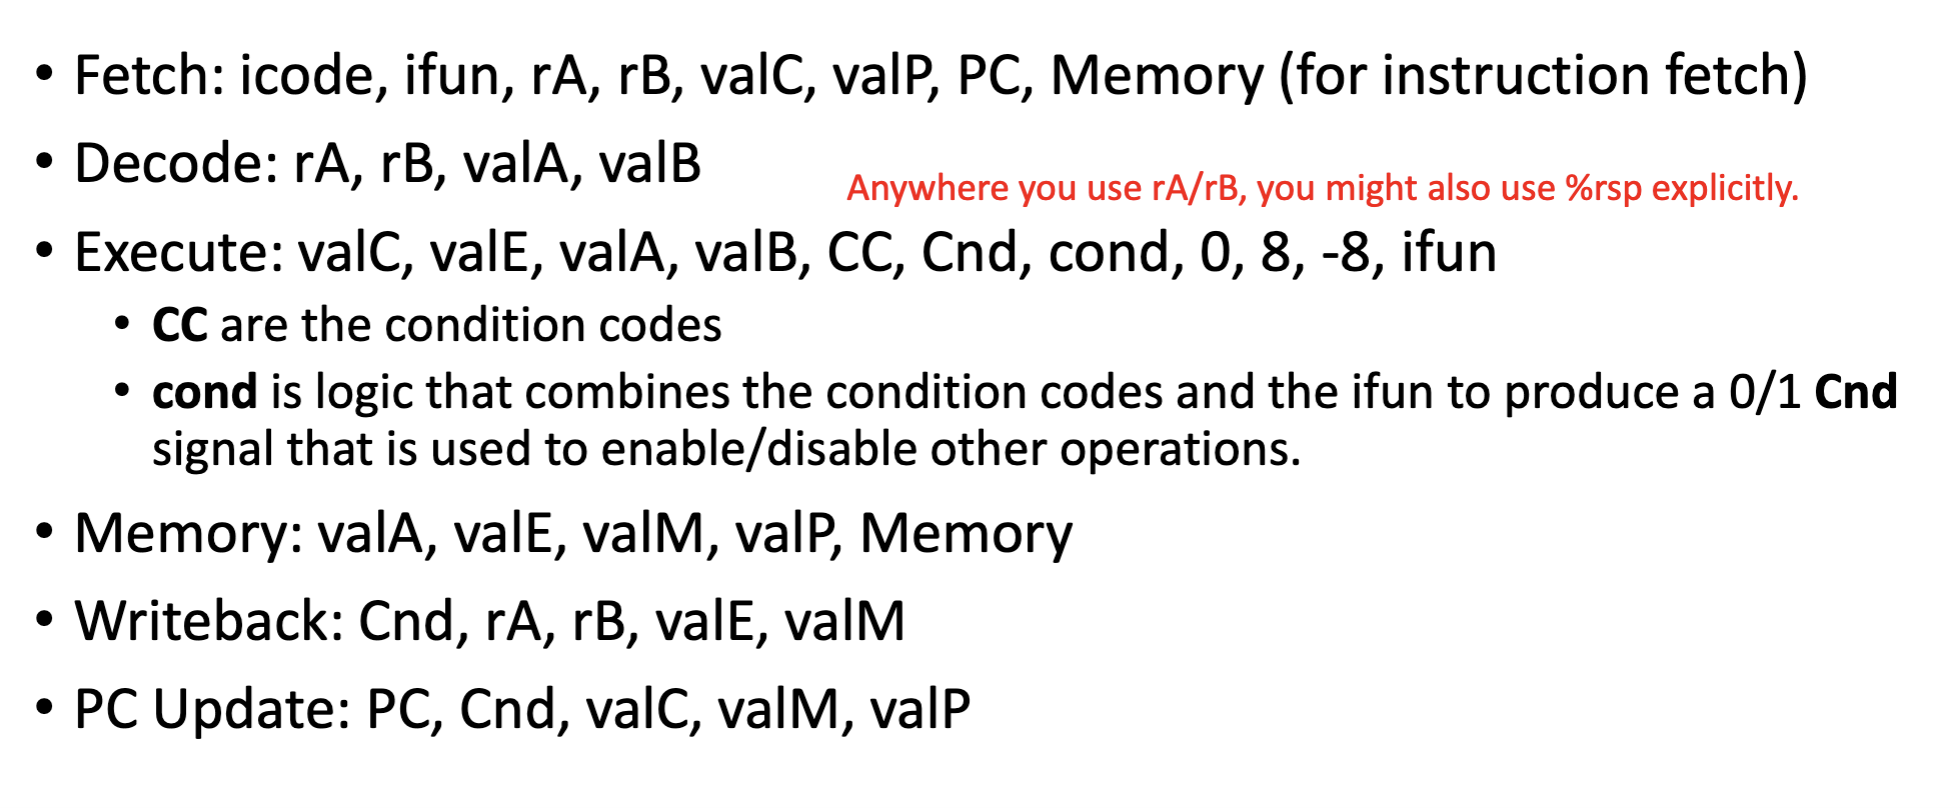 • Fetch: icode, ifun, rA, rB, valC, valP, PC, Memory (for instruction fetch)
• Decode: rA, rB, valA, valB
Anywhere you use rA/rB, you might also use %rsp explicitly.
• Execute: valC, valE, valA, valB, CC, Cnd, cond, 0, 8, -8, ifun
• CC are the condition codes
• cond is logic that combines the condition codes and the ifun to produce a 0/1 Cnd
signal that is used to enable/disable other operations.
• Memory: valA, valE, valM, valP, Memory
• Writeback: Cnd, rA, rB, valE, valM
• PC Update: PC, Cnd, valC, valM, valP